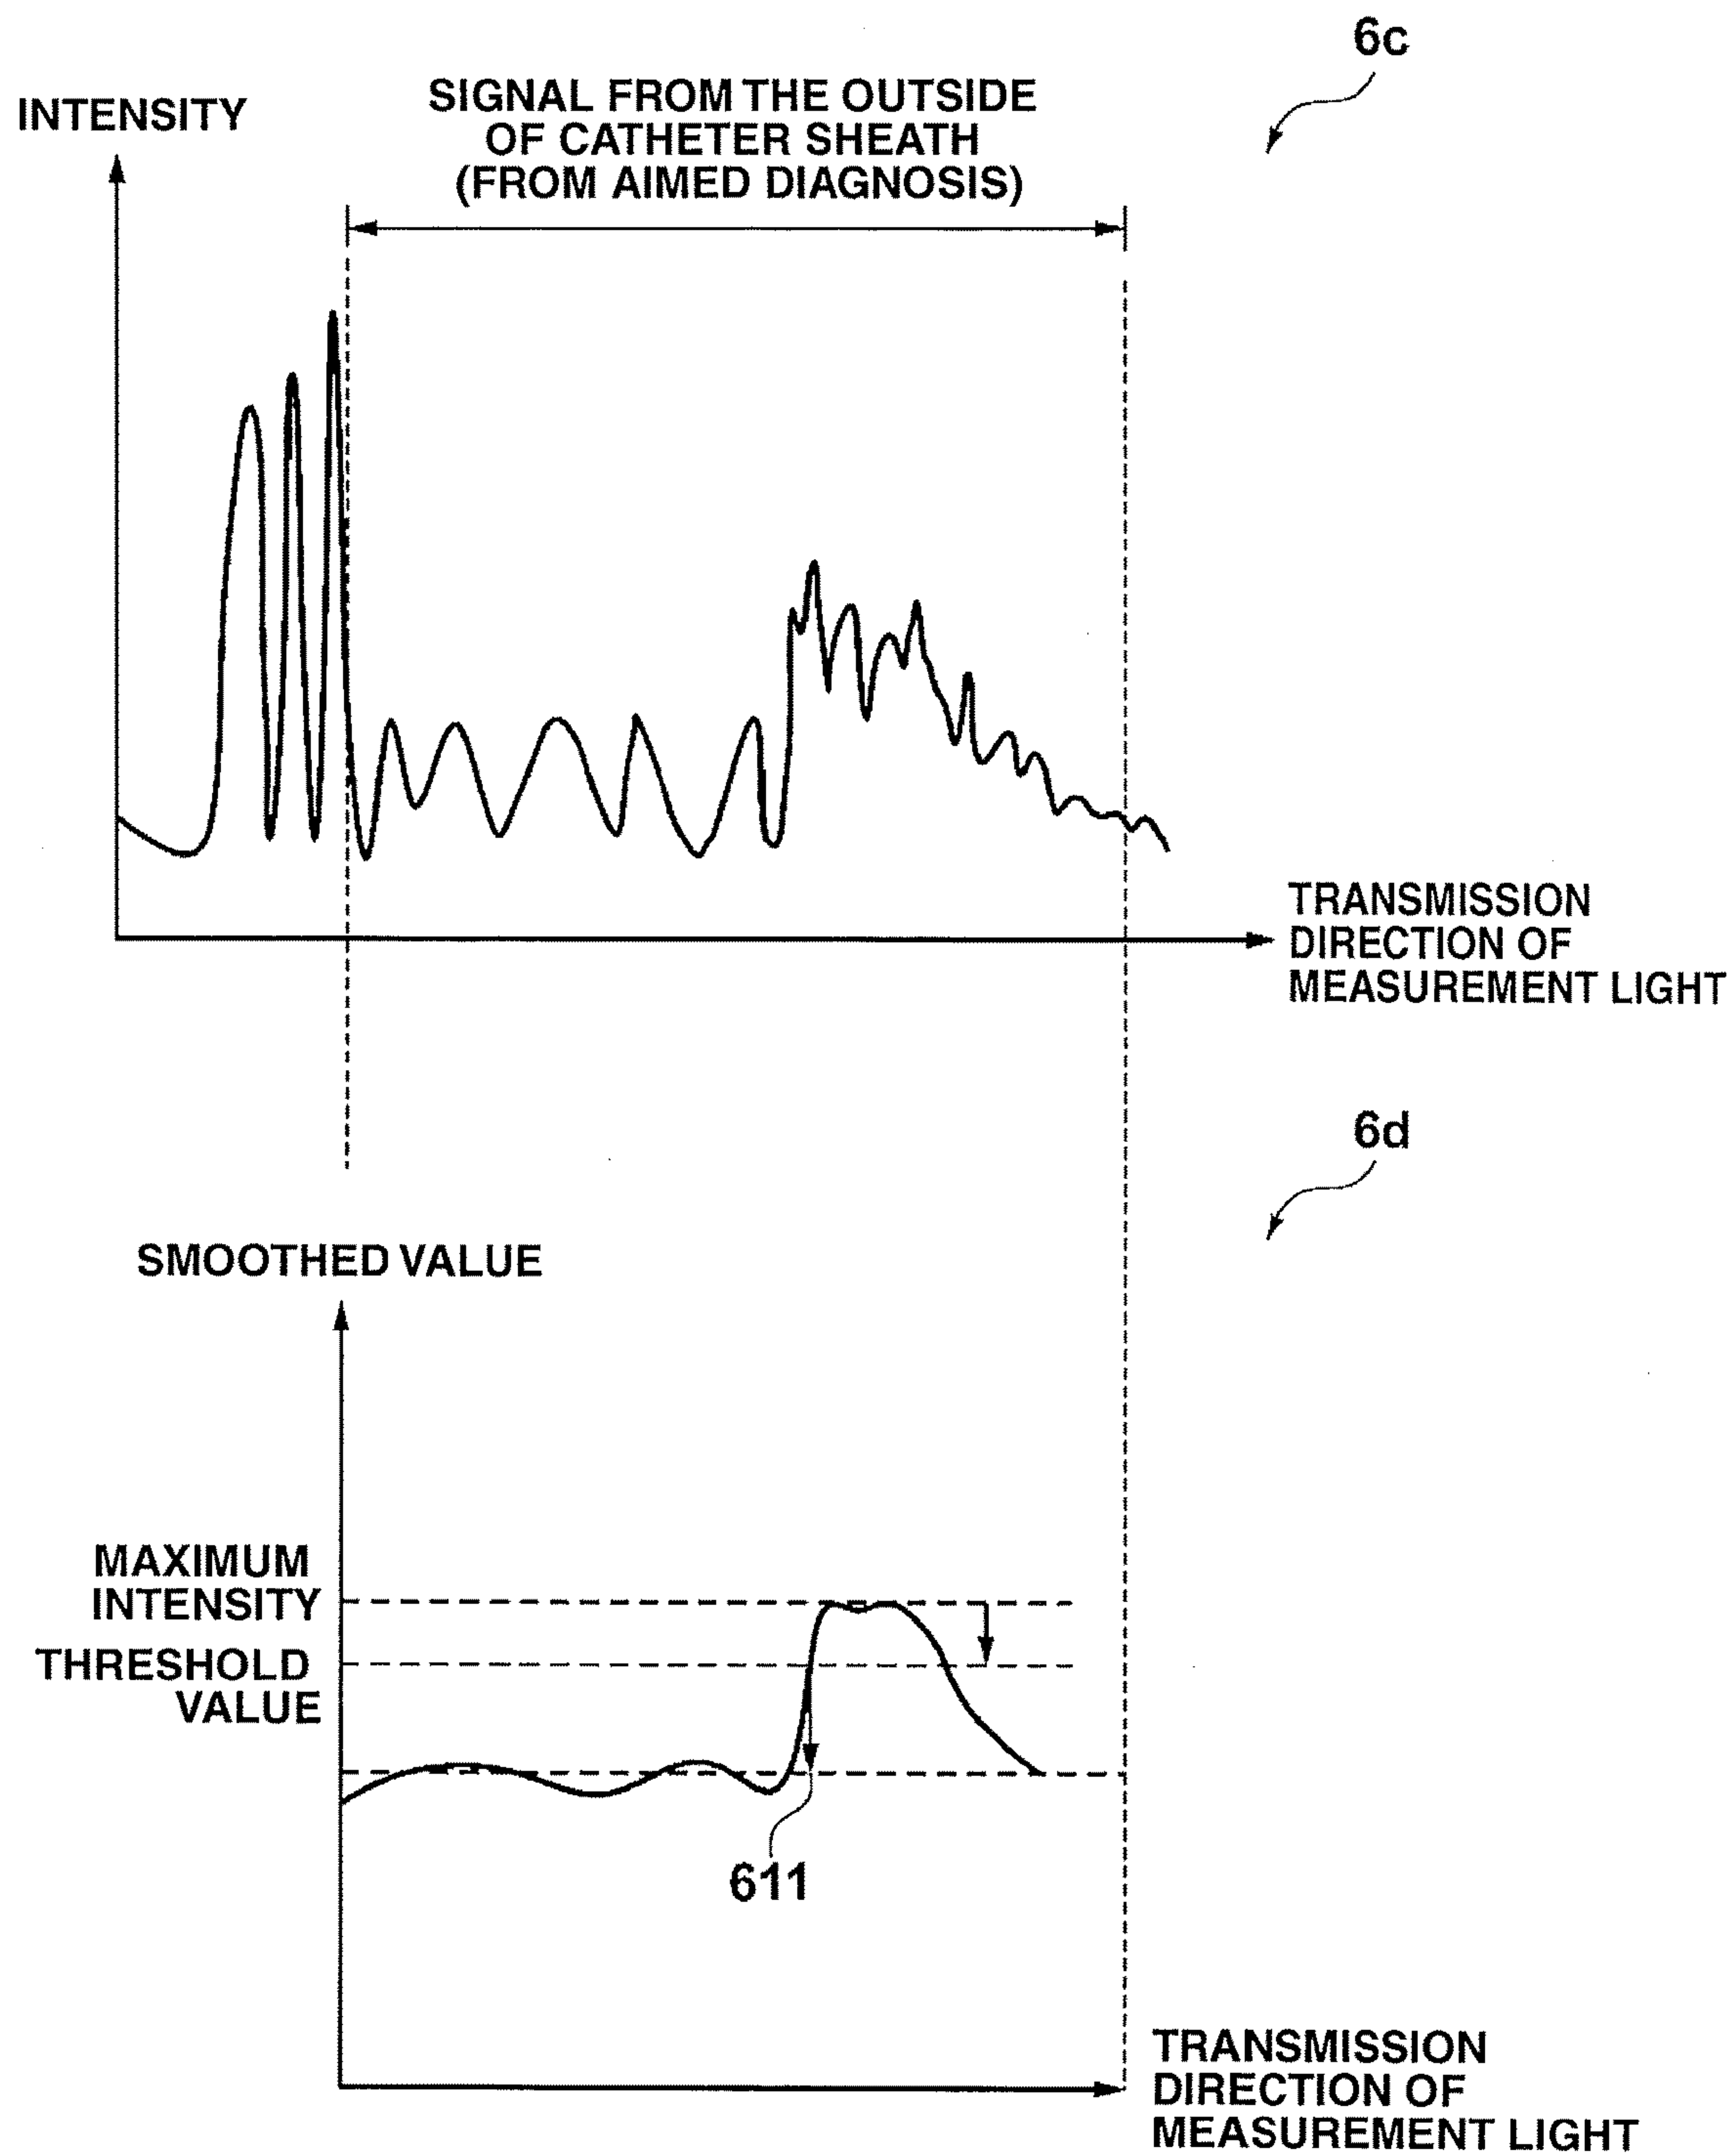 6c
INTENSITY
SIGNAL FROM THE OUTSIDE
OF CATHETER SHEATH
(FROM AIMED DIAGNOSIS)
TRANSMISSION
DIRECTION OF
MEASUREMENT LIGHT
6d
SMOOTHED VALUE
MAXIMUM
INTENSITY
THRESHOLD
VALUE
611
TRANSMISSION
DIRECTION OF
MEASUREMENT LIGHT